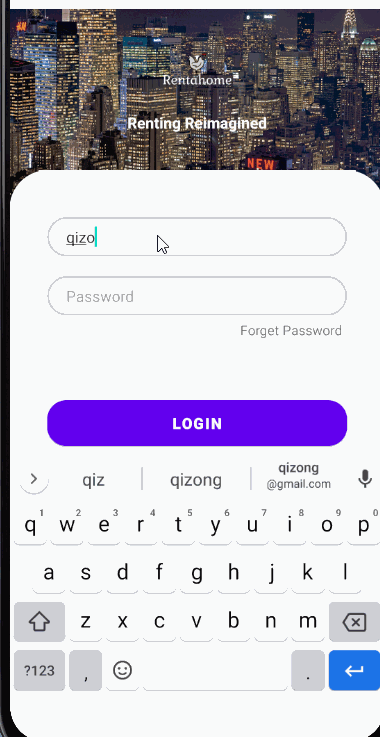 Rentahome
Renting Reimagined
NEW
qizo
Password
Forget Password
LOGIN
qiz qizong qizong
@gmail.com
q1 w2 e3 r4 t5 y6 u7 i8 o9 p0
a s d f g h j k l
z x c v b n m
?123 , .